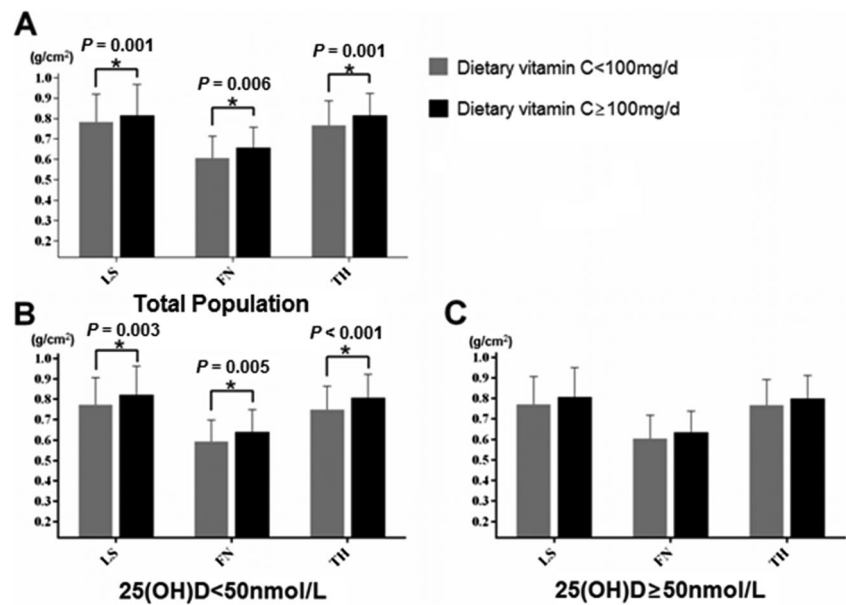 A
(g/cm²)
P = 0.001
P = 0.006
P = 0.001
1.0
0.9
0.8
0.7
0.6
0.5
0.4
0.3
0.2
*
*
*
LS
FN
TH
Total Population
Dietary vitamin C<100mg/d
Dietary vitamin C≥100mg/d
B
(g/cm²)
P = 0.003
P = 0.005
P < 0.001
1.0
0.9
0.8
0.7
0.6
0.5
0.4
0.3
0.2
*
*
*
LS
FN
TH
25(OH)D<50nmol/L
C
(g/cm²)
1.0
0.9
0.8
0.7
0.6
0.5
0.4
0.3
0.2
LS
FN
TH
25(OH)D≥50nmol/L